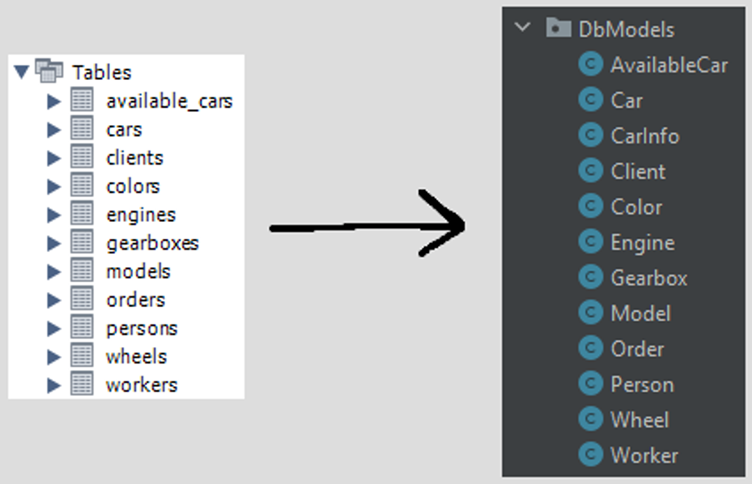 Tables
available_cars
cars
clients
colors
engines
gearboxes
models
orders
persons
wheels
workers
DbModels
AvailableCar
Car
CarInfo
Client
Color
Engine
Gearbox
Model
Order
Person
Wheel
Worker